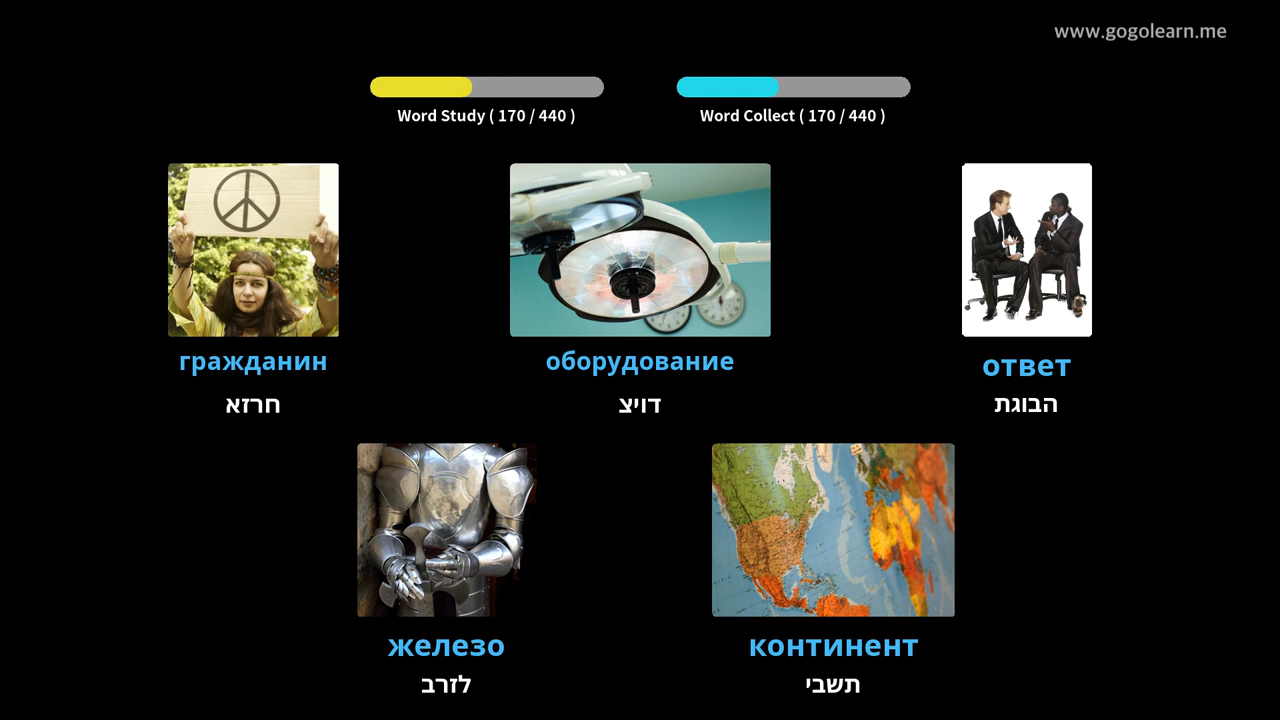 www.gogolearn.me
Word Study ( 170 / 440 )
Word Collect ( 170 / 440 )
гражданин
חרזא
оборудование
דויצ
ответ
הבוגת
железо
לזרב
континент
תשבי